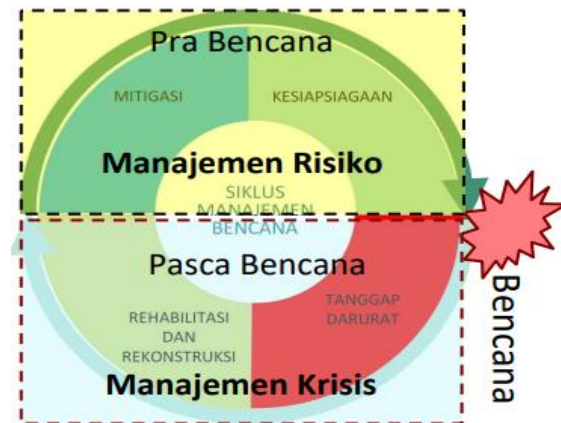 Pra Bencana
MITIGASI
KESIAPSIAGAAN
Manajemen Risiko
SIKLUS
MANAJEMEN
BENCANA
Pasca Bencana
REHABILITASI
DAN
REKONSTRUKSI
TANGGAP
DARURAT
Manajemen Krisis
Bencana